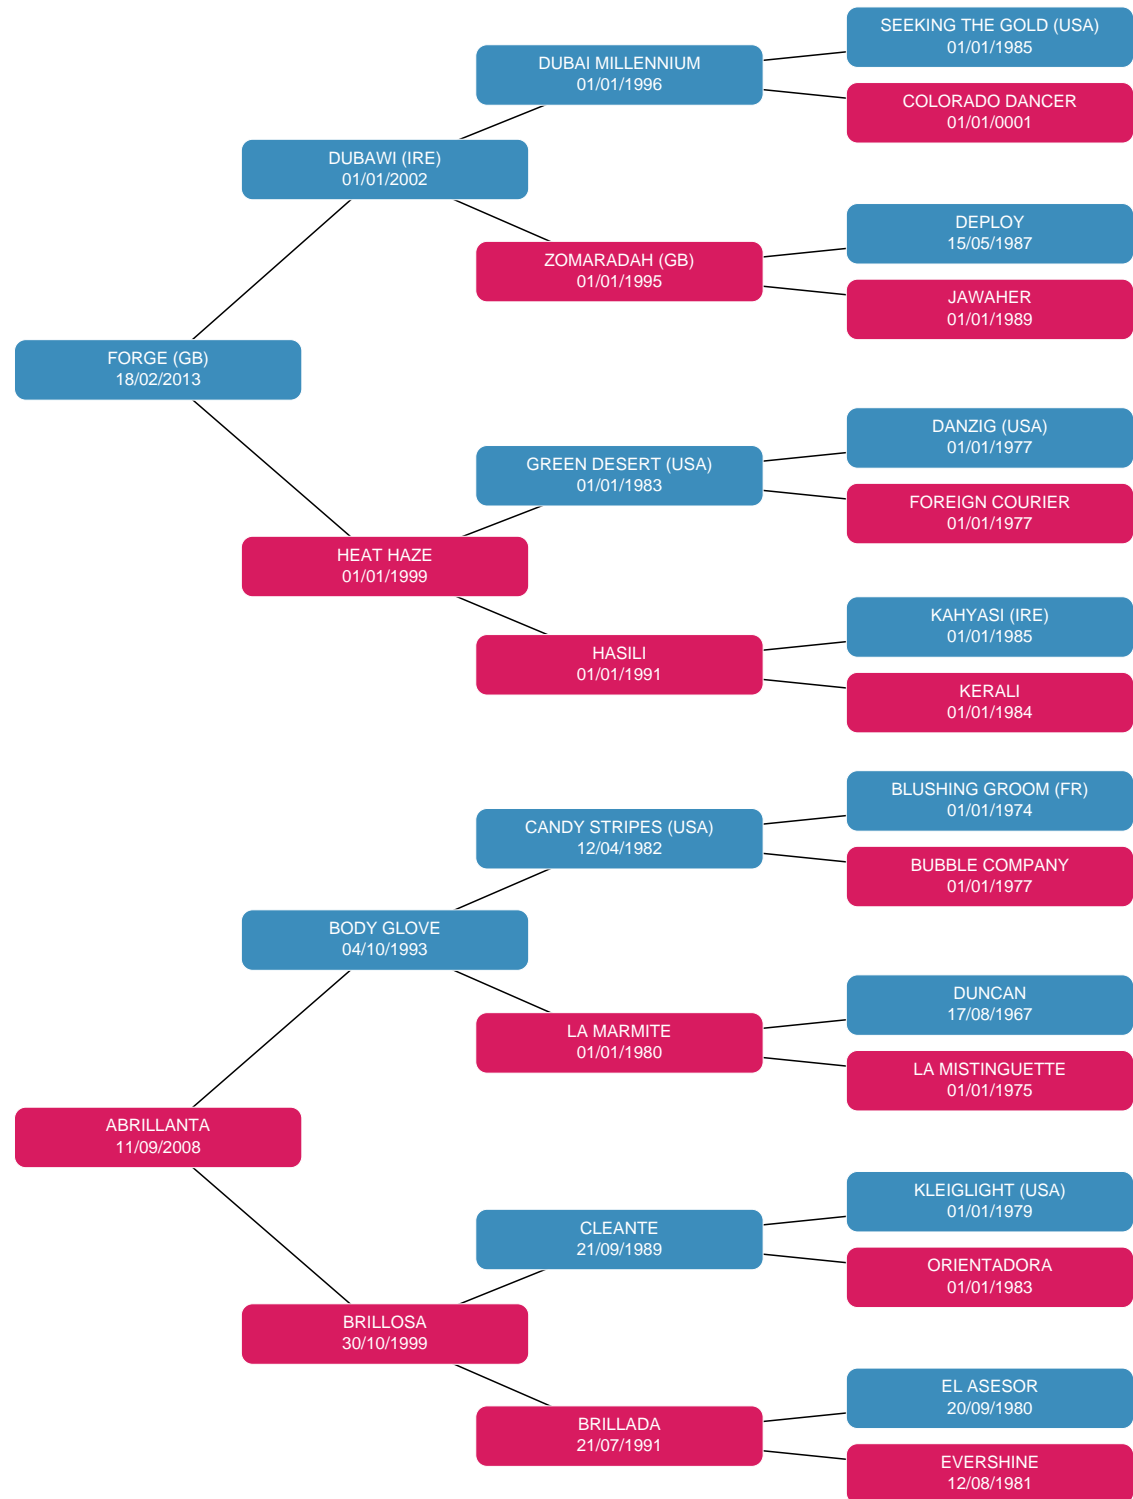 SEEKING THE GOLD (USA)
01/01/1985
DUBAI MILLENNIUM
01/01/1996
COLORADO DANCER
01/01/0001
DUBAWI (IRE)
01/01/2002
DEPLOY
15/05/1987
ZOMARADAH (GB)
01/01/1995
JAWAHER
01/01/1989
FORGE (GB)
18/02/2013
DANZIG (USA)
01/01/1977
GREEN DESERT (USA)
01/01/1983
FOREIGN COURIER
01/01/1977
HEAT HAZE
01/01/1999
KAHYASI (IRE)
01/01/1985
HASILI
01/01/1991
KERALI
01/01/1984
BLUSHING GROOM (FR)
01/01/1974
CANDY STRIPES (USA)
12/04/1982
BUBBLE COMPANY
01/01/1977
BODY GLOVE
04/10/1993
DUNCAN
17/08/1967
LA MARMITE
01/01/1980
LA MISTINGUETTE
01/01/1975
ABRILLANTA
11/09/2008
KLEIGLIGHT (USA)
01/01/1979
CLEANTE
21/09/1989
ORIENTADORA
01/01/1983
BRILLOSA
30/10/1999
EL ASESOR
20/09/1980
BRILLADA
21/07/1991
EVERSHINE
12/08/1981